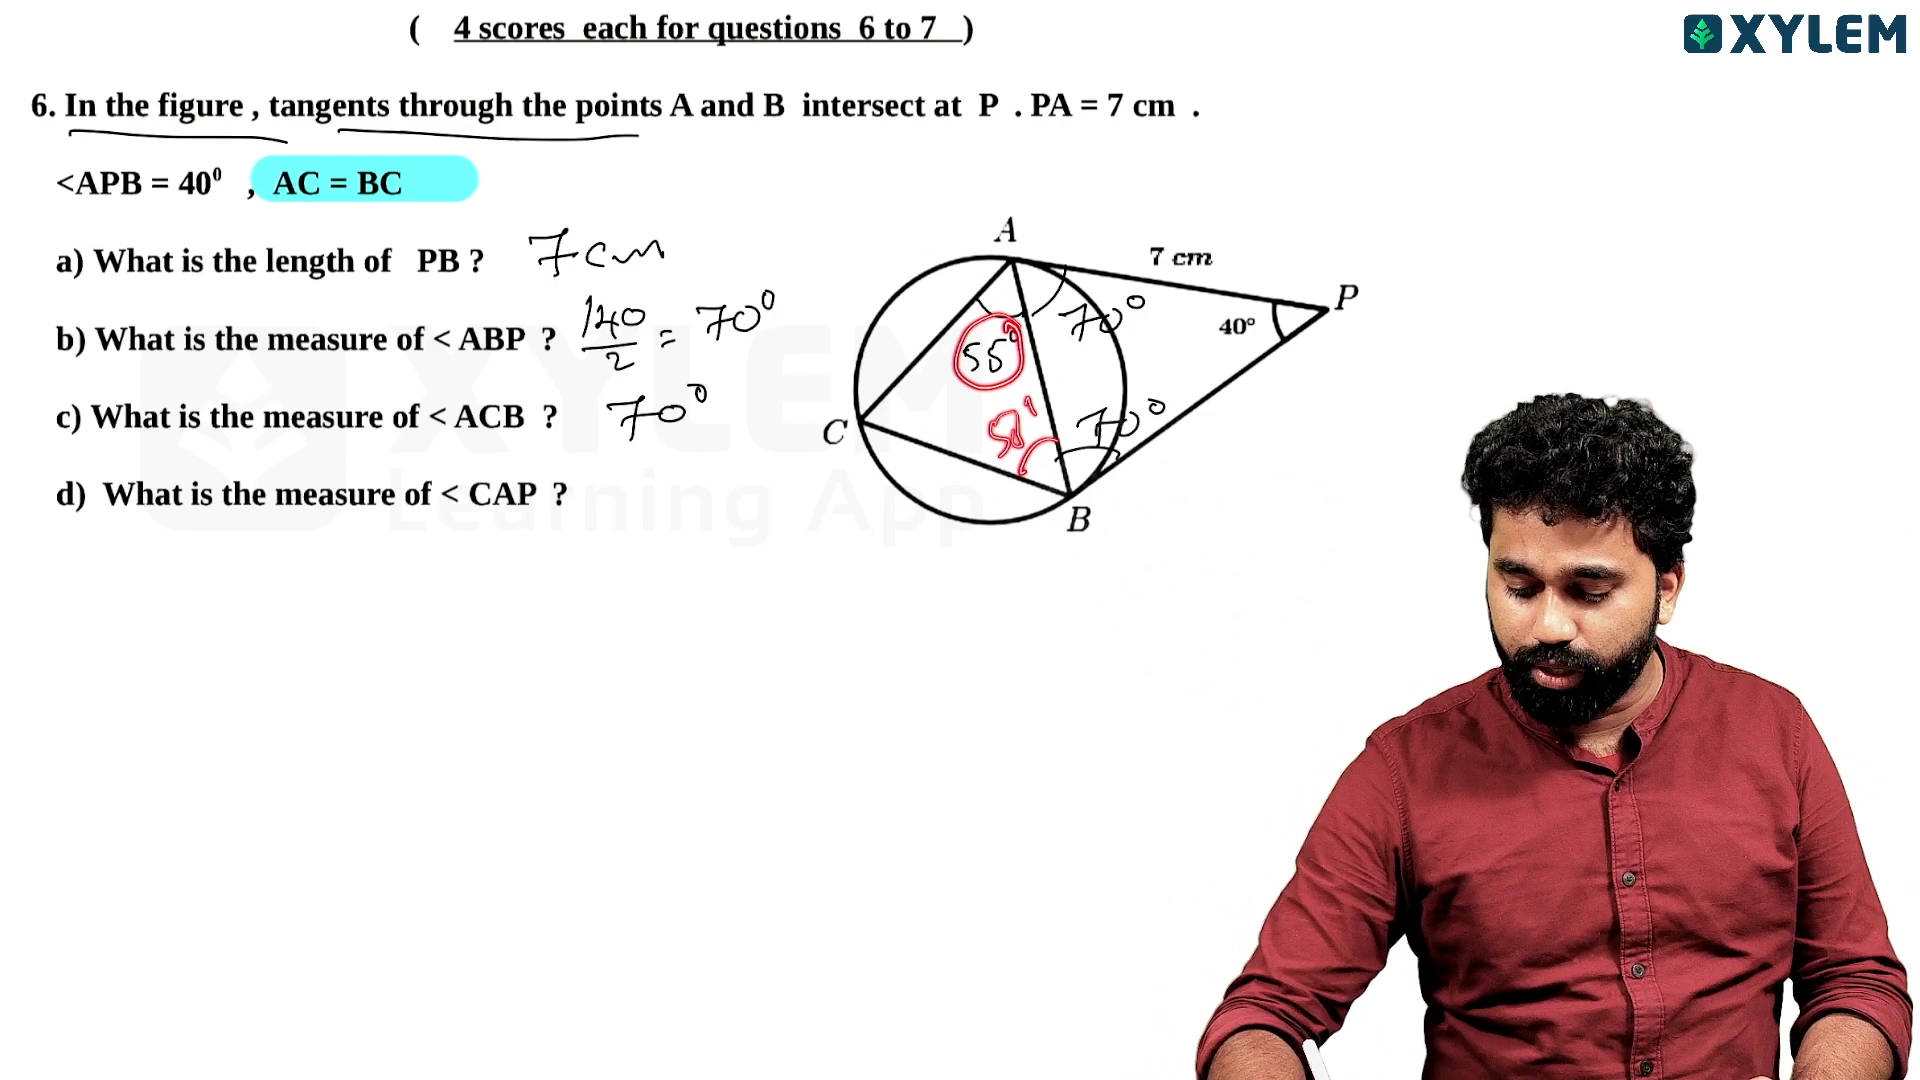 ( 4 scores each for questions 6 to 7 )
XYLEM
6. In the figure , tangents through the points A and B intersect at P . PA = 7 cm .
<APB = 40⁰ , AC = BC
a) What is the length of PB ? 7cm
b) What is the measure of < ABP ? 140/2 = 70⁰
c) What is the measure of < ACB ? 70⁰
d) What is the measure of < CAP ?
A
7 cm
P
70⁰
40°
55⁰
C
70⁰
B
XYLEM
Learning App